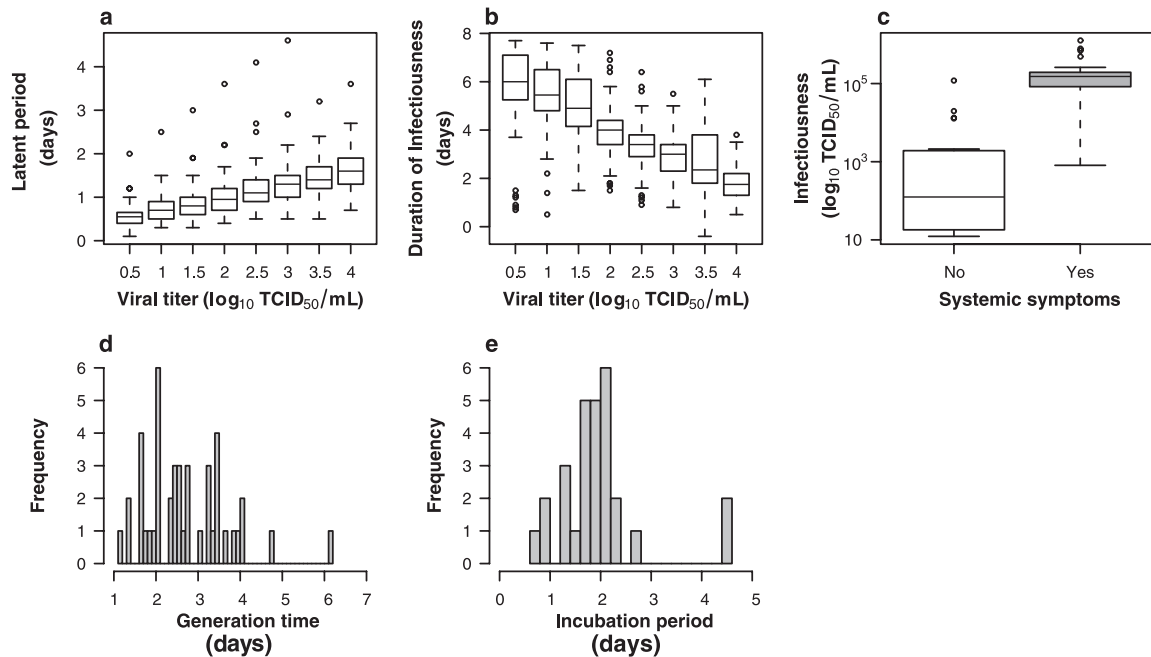 a
Latent period
(days)
4
3
2
1
0
0.5 1 1.5 2 2.5 3 3.5 4
Viral titer (log10 TCID50/mL)
b
Duration of Infectiousness
(days)
8
6
4
2
0
0.5 1 1.5 2 2.5 3 3.5 4
Viral titer (log10 TCID50/mL)
c
Infectiousness
(log10 TCID50/mL)
10^5
10^3
10
No Yes
Systemic symptoms
d
Frequency
6
5
4
3
2
1
0
1 2 3 4 5 6 7
Generation time
(days)
e
Frequency
6
5
4
3
2
1
0
0 1 2 3 4 5
Incubation period
(days)